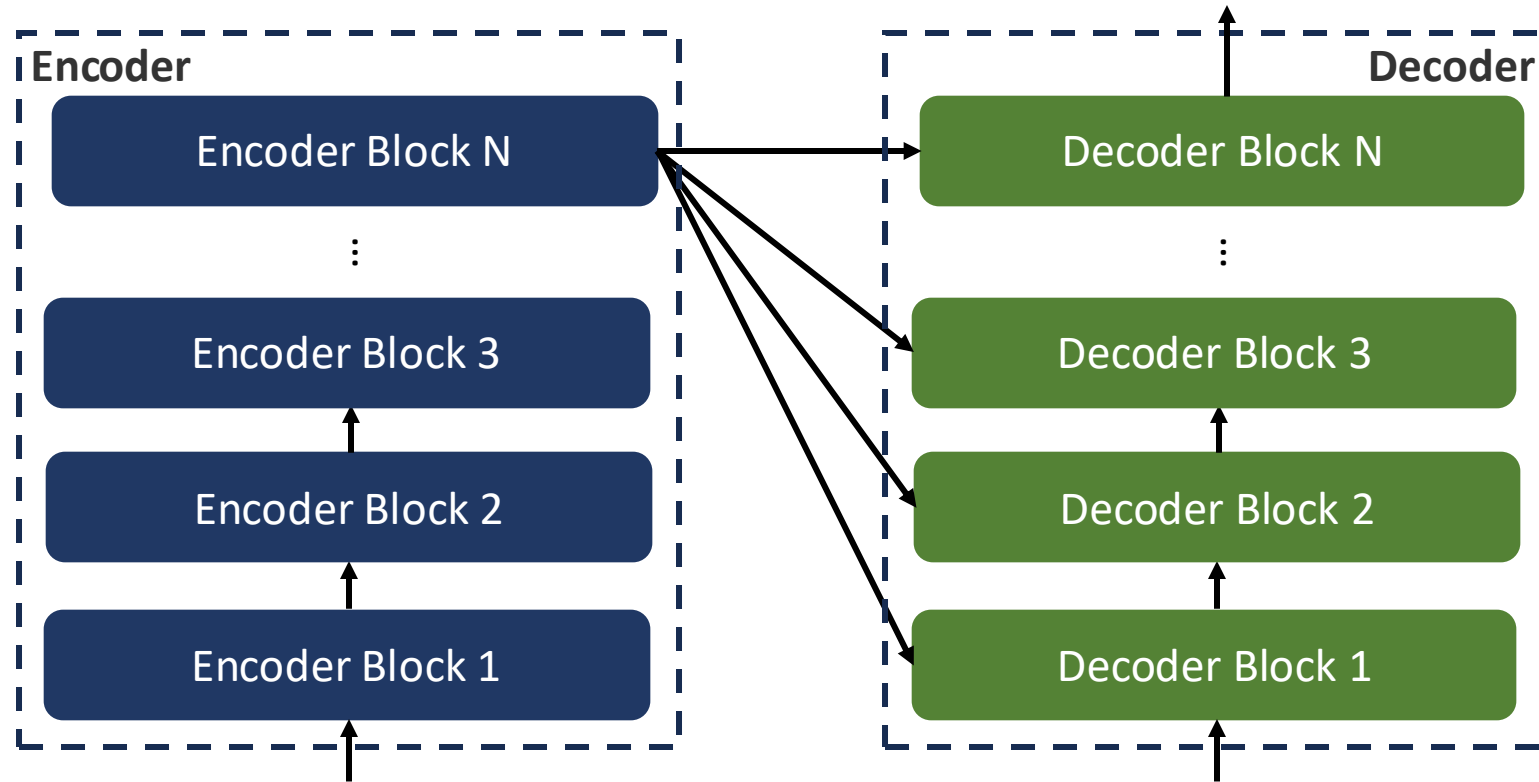 Encoder
Encoder Block N
⋮
Encoder Block 3
Encoder Block 2
Encoder Block 1
Decoder
Decoder Block N
⋮
Decoder Block 3
Decoder Block 2
Decoder Block 1